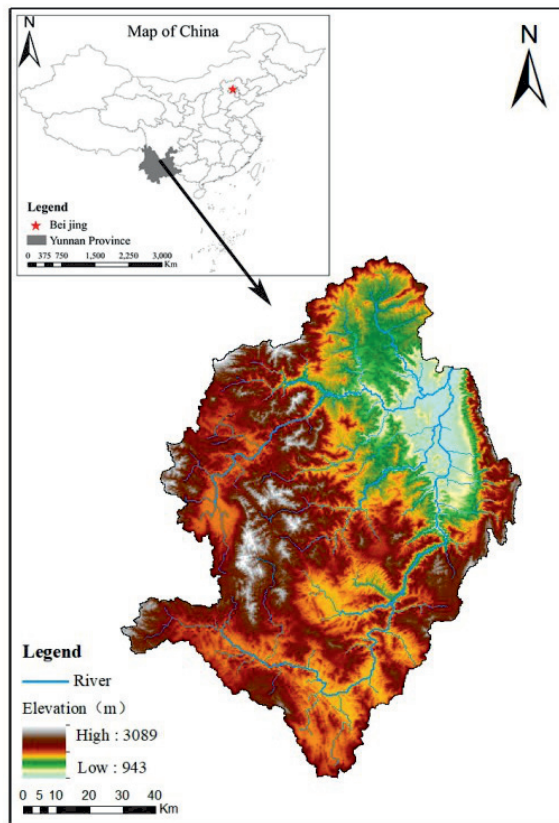 N
Map of China
Legend
Bei jing
Yunnan Province
0 375 750 1,500 2,250 3,000
Km
N
Legend
River
Elevation（m）
High : 3089
Low : 943
0 5 10 20 30 40
Km